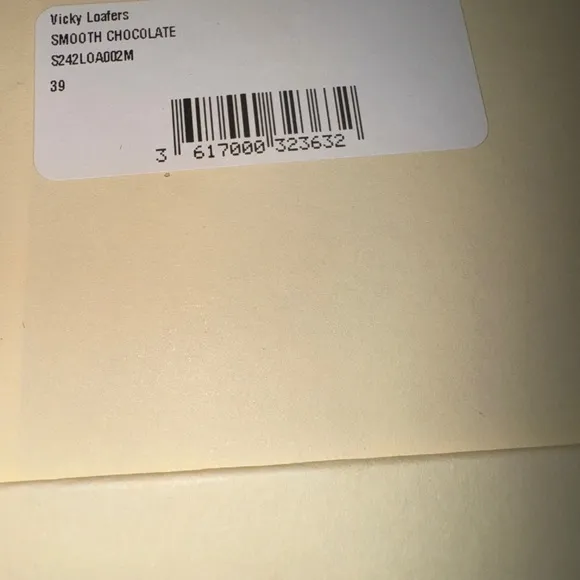 Vicky Loafers
SMOOTH CHOCOLATE
S242LOA002M
39
3 617000 323632